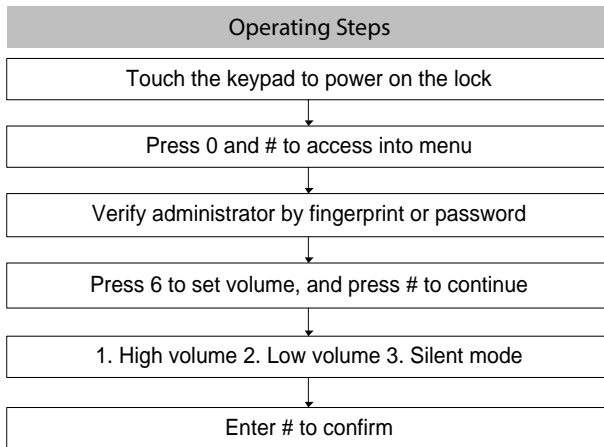 Operating Steps
Touch the keypad to power on the lock
Press 0 and # to access into menu
Verify administrator by fingerprint or password
Press 6 to set volume, and press # to continue
1. High volume 2. Low volume 3. Silent mode
Enter # to confirm